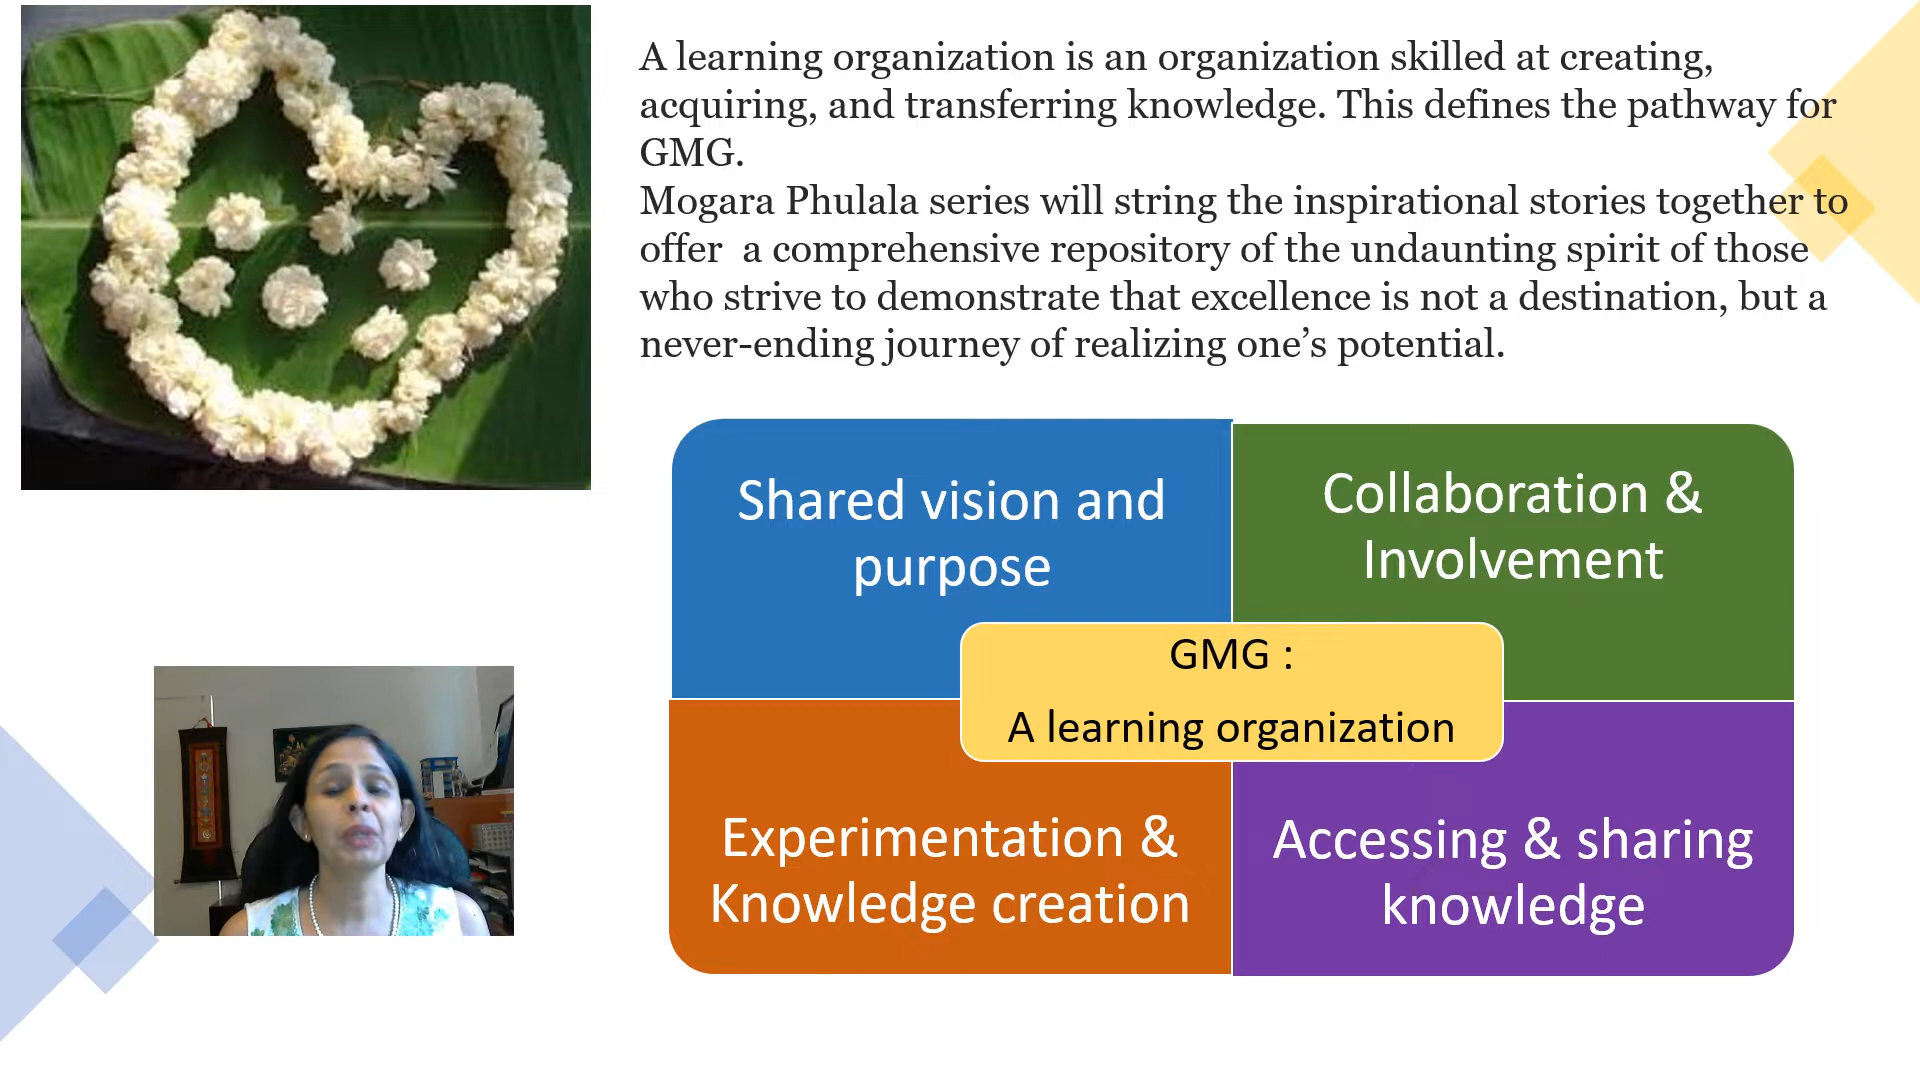 A learning organization is an organization skilled at creating,
acquiring, and transferring knowledge. This defines the pathway for
GMG.
Mogara Phulala series will string the inspirational stories together to
offer  a comprehensive repository of the undaunting spirit of those
who strive to demonstrate that excellence is not a destination, but a
never-ending journey of realizing one’s potential.
Shared vision and
purpose
Collaboration &
Involvement
GMG :
A learning organization
Experimentation &
Knowledge creation
Accessing & sharing
knowledge